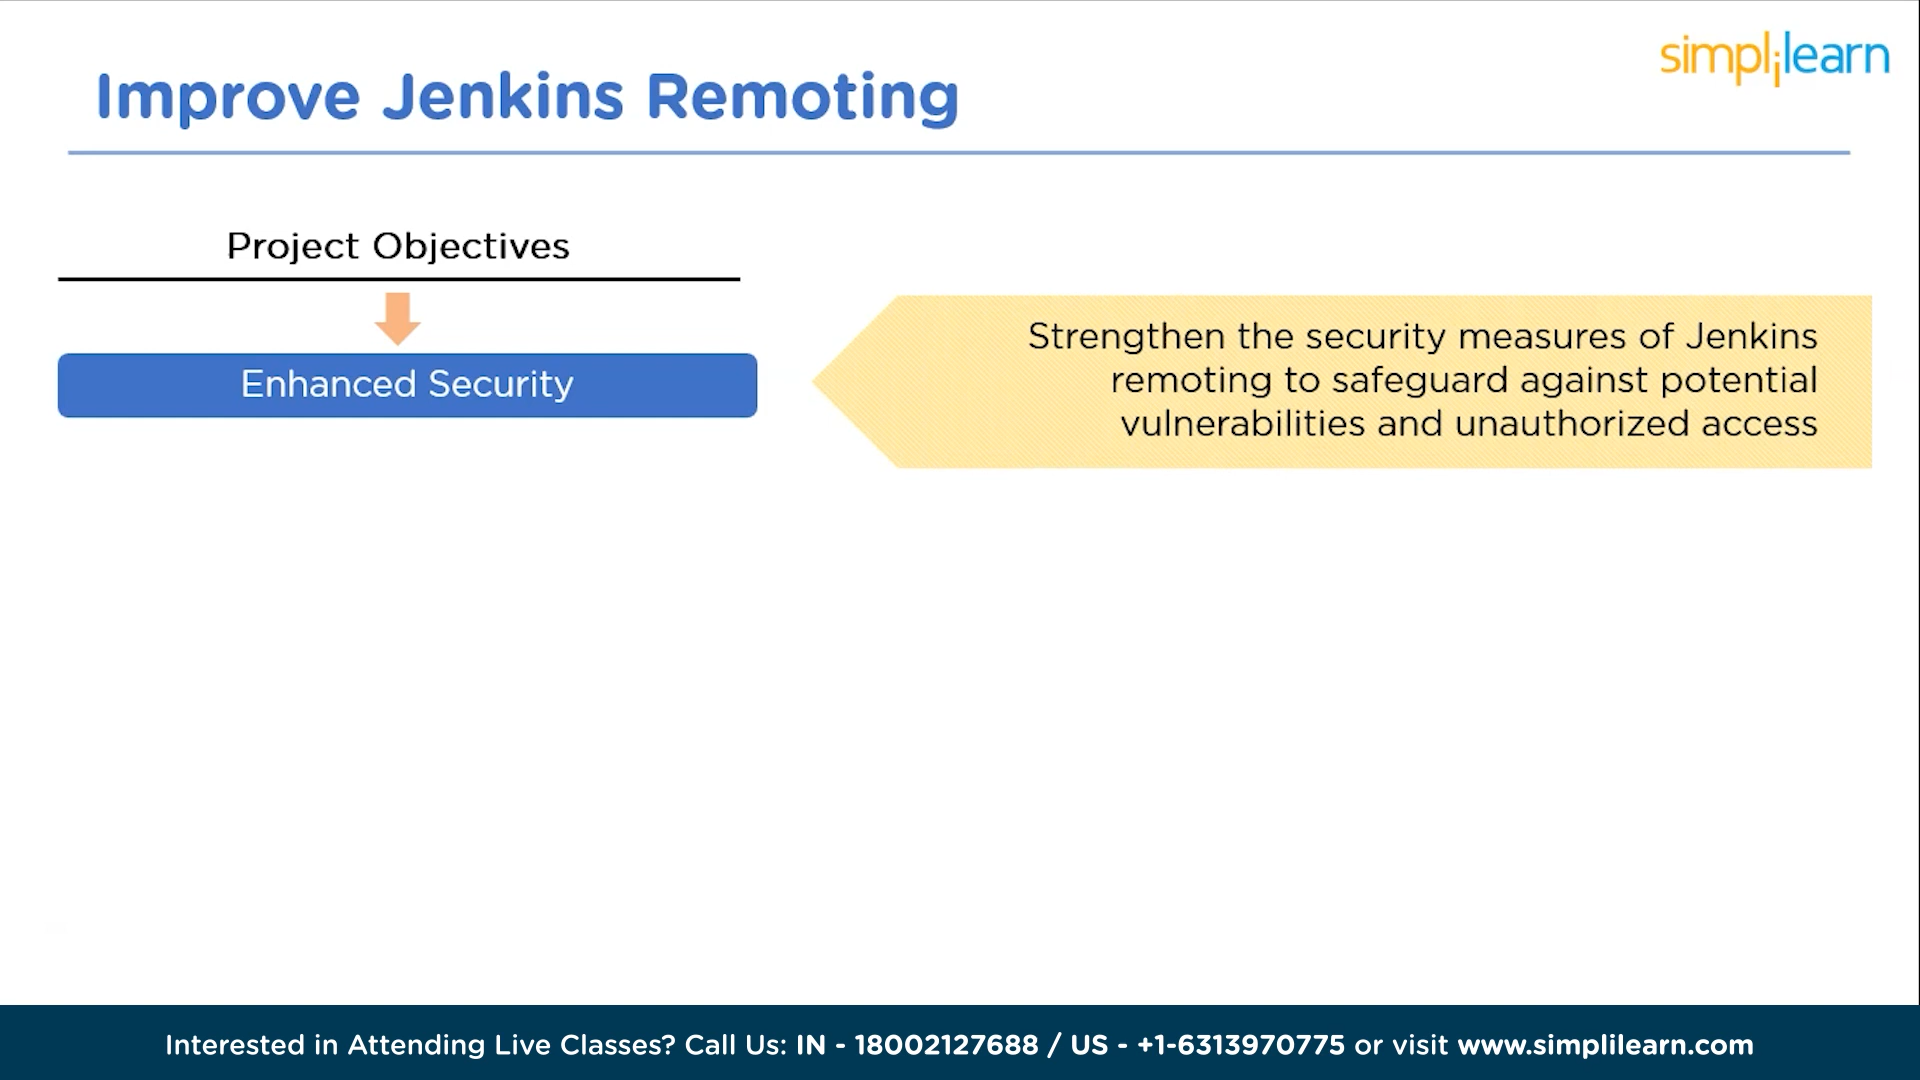 simplilearn
Improve Jenkins Remoting
Project Objectives
Enhanced Security
Strengthen the security measures of Jenkins
remoting to safeguard against potential
vulnerabilities and unauthorized access
Interested in Attending Live Classes? Call Us: IN - 18002127688 / US - +1-6313970775 or visit www.simplilearn.com